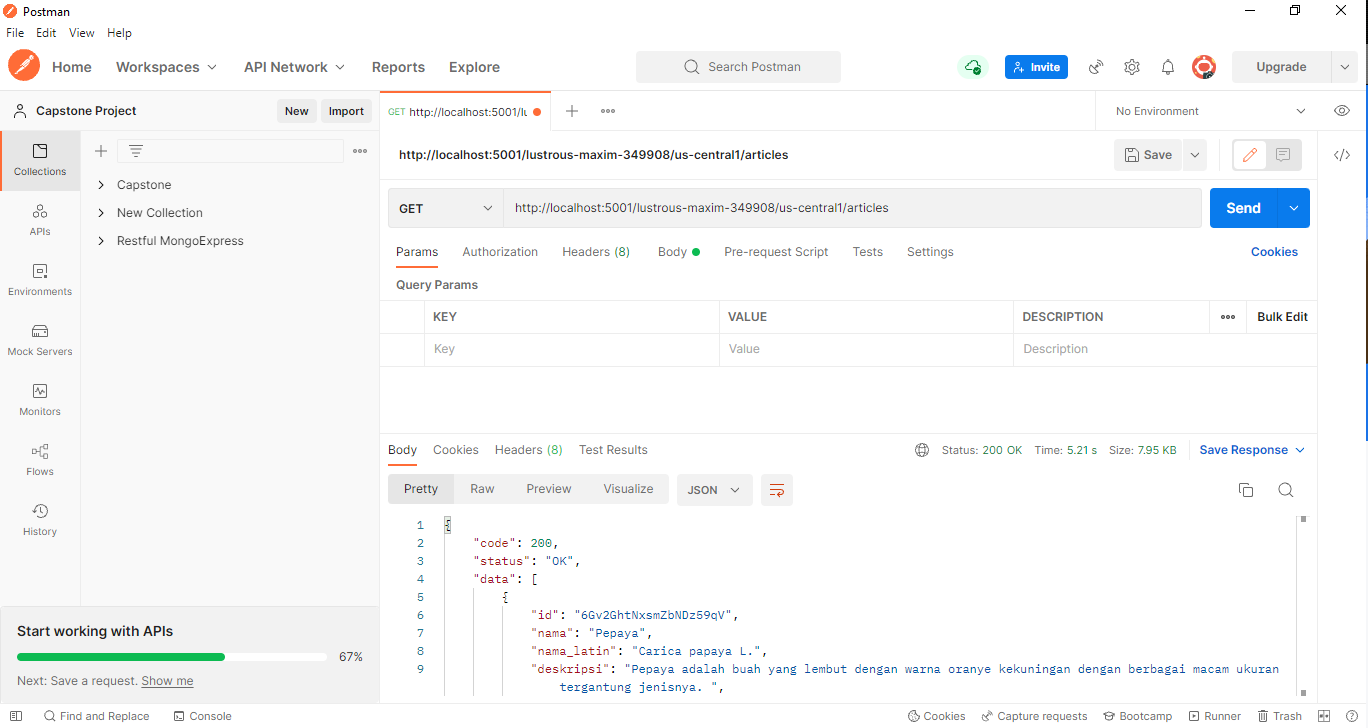 Postman
File Edit View Help
Home Workspaces API Network Reports Explore Search Postman Invite Upgrade
Capstone Project New Import GET http://localhost:5001/lu No Environment
http://localhost:5001/lustrous-maxim-349908/us-central1/articles Save
Collections
Capstone
New Collection
Restful MongoExpress
APIs
Environments
Mock Servers
Monitors
Flows
History
GET http://localhost:5001/lustrous-maxim-349908/us-central1/articles Send
Params Authorization Headers (8) Body Pre-request Script Tests Settings Cookies
Query Params
KEY VALUE DESCRIPTION Bulk Edit
Key Value Description
Body Cookies Headers (8) Test Results Status: 200 OK Time: 5.21 s Size: 7.95 KB Save Response
Pretty Raw Preview Visualize JSON
1 {
2 "code": 200,
3 "status": "OK",
4 "data": [
5 {
6 "id": "6Gv2GhtNxsmZbNDz59qV",
7 "nama": "Pepaya",
8 "nama_latin": "Carica papaya L.",
9 "deskripsi": "Pepaya adalah buah yang lembut dengan warna oranye kekuningan dengan berbagai macam ukuran
tergantung jenisnya. ",
Start working with APIs
67%
Next: Save a request. Show me
Find and Replace Console Cookies Capture requests Bootcamp Runner Trash